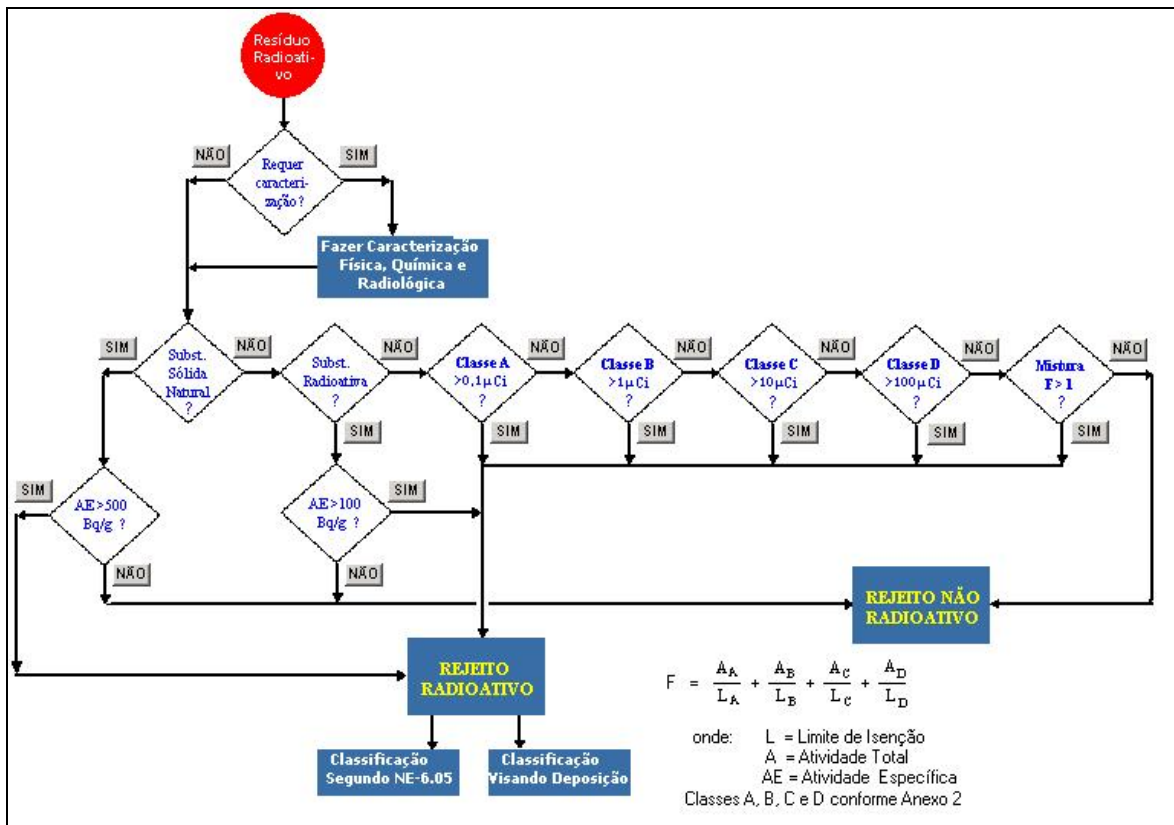 Resíduo
Radioati-
vo
NÃO
SIM
Requer
caracteri-
zação ?
Fazer Caracterização
Física, Química e
Radiológica
SIM
Subst.
Sólida
Natural
?
NÃO
Subst.
Radioativa
?
NÃO
Classe A
>0,1µCi
?
NÃO
Classe B
>1µCi
?
NÃO
Classe C
>10µCi
?
NÃO
Classe D
>100µCi
?
NÃO
Mistura
F>1
?
NÃO
SIM
SIM
SIM
SIM
SIM
SIM
SIM
AE>500
Bq/g ?
AE>100
Bq/g ?
SIM
NÃO
NÃO
REJEITO NÃO
RADIOATIVO
REJEITO
RADIOATIVO
F = A_A/L_A + A_B/L_B + A_C/L_C + A_D/L_D
onde: L = Limite de Isenção
A = Atividade Total
AE = Atividade Específica
Classes A, B, C e D conforme Anexo 2
Classificação
Segundo NE-6.05
Classificação
Visando Deposição